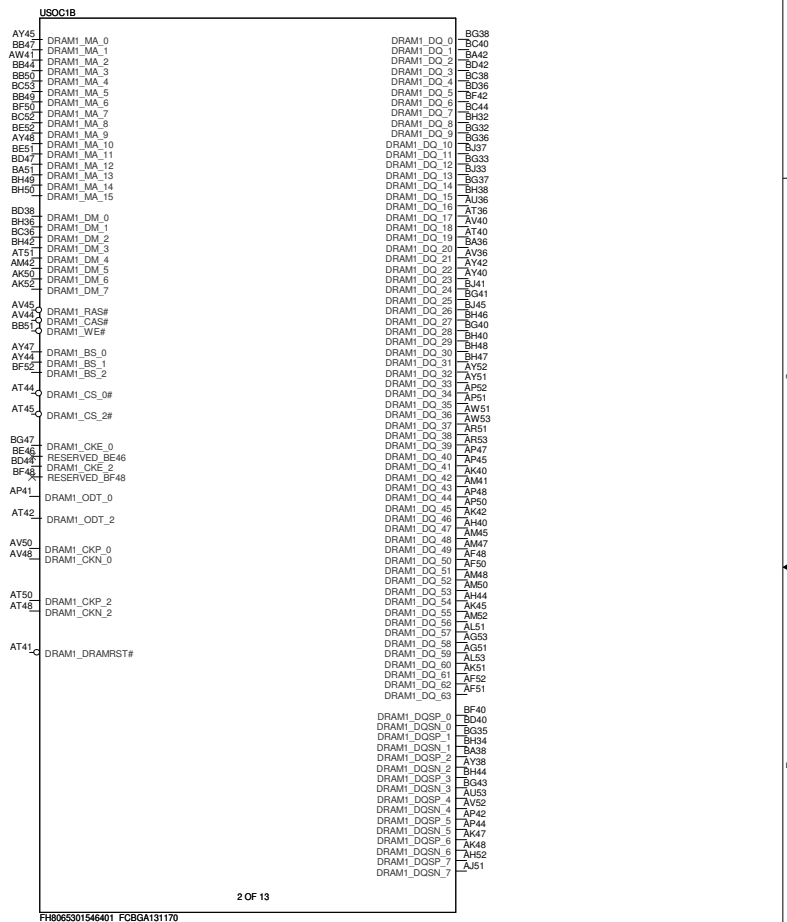 USOC1B
AY45 DRAM1_MA_0
BB47 DRAM1_MA_1
AW41 DRAM1_MA_2
BB44 DRAM1_MA_3
BB50 DRAM1_MA_4
BC53 DRAM1_MA_5
BB49 DRAM1_MA_6
BF50 DRAM1_MA_7
BC52 DRAM1_MA_8
BE52 DRAM1_MA_9
AY48 DRAM1_MA_10
BE51 DRAM1_MA_11
BD47 DRAM1_MA_12
BA51 DRAM1_MA_13
BH49 DRAM1_MA_14
BH50 DRAM1_MA_15
BD38 DRAM1_DM_0
BH36 DRAM1_DM_1
BC36 DRAM1_DM_2
BH42 DRAM1_DM_3
AT51 DRAM1_DM_4
AM42 DRAM1_DM_5
AK50 DRAM1_DM_6
AK52 DRAM1_DM_7
AV45 DRAM1_RAS#
AV44 DRAM1_CAS#
BB51 DRAM1_WE#
AY47 DRAM1_BS_0
AY44 DRAM1_BS_1
BF52 DRAM1_BS_2
AT44 DRAM1_CS_0#
AT45 DRAM1_CS_2#
BG47 DRAM1_CKE_0
BE46 RESERVED_BE46
BD44 DRAM1_CKE_2
BF48 RESERVED_BF48
AP41 DRAM1_ODT_0
AT42 DRAM1_ODT_2
AV50 DRAM1_CKP_0
AV48 DRAM1_CKN_0
AT50 DRAM1_CKP_2
AT48 DRAM1_CKN_2
AT41 DRAM1_DRAMRST#
DRAM1_DQ_0 BG38
DRAM1_DQ_1 BC40
DRAM1_DQ_2 BA42
DRAM1_DQ_3 BD42
DRAM1_DQ_4 BC38
DRAM1_DQ_5 BD36
DRAM1_DQ_6 BF42
DRAM1_DQ_7 BC44
DRAM1_DQ_8 BH32
DRAM1_DQ_9 BG32
DRAM1_DQ_10 BG36
DRAM1_DQ_11 BJ37
DRAM1_DQ_12 BG33
DRAM1_DQ_13 BJ33
DRAM1_DQ_14 BG37
DRAM1_DQ_15 BH38
DRAM1_DQ_16 AU36
DRAM1_DQ_17 AT36
DRAM1_DQ_18 AV40
DRAM1_DQ_19 AT40
DRAM1_DQ_20 BA36
DRAM1_DQ_21 AV36
DRAM1_DQ_22 AY42
DRAM1_DQ_23 AY40
DRAM1_DQ_24 BJ41
DRAM1_DQ_25 BG41
DRAM1_DQ_26 BJ45
DRAM1_DQ_27 BH46
DRAM1_DQ_28 BG40
DRAM1_DQ_29 BH40
DRAM1_DQ_30 BH48
DRAM1_DQ_31 BH47
DRAM1_DQ_32 AY52
DRAM1_DQ_33 AY51
DRAM1_DQ_34 AP52
DRAM1_DQ_35 AP51
DRAM1_DQ_36 AW51
DRAM1_DQ_37 AW53
DRAM1_DQ_38 AR51
DRAM1_DQ_39 AR53
DRAM1_DQ_40 AP47
DRAM1_DQ_41 AP45
DRAM1_DQ_42 AK40
DRAM1_DQ_43 AM41
DRAM1_DQ_44 AP48
DRAM1_DQ_45 AP50
DRAM1_DQ_46 AK42
DRAM1_DQ_47 AH40
DRAM1_DQ_48 AM45
DRAM1_DQ_49 AM47
DRAM1_DQ_50 AF48
DRAM1_DQ_51 AF50
DRAM1_DQ_52 AM48
DRAM1_DQ_53 AM50
DRAM1_DQ_54 AH44
DRAM1_DQ_55 AK45
DRAM1_DQ_56 AM52
DRAM1_DQ_57 AL51
DRAM1_DQ_58 AG53
DRAM1_DQ_59 AG51
DRAM1_DQ_60 AL53
DRAM1_DQ_61 AK51
DRAM1_DQ_62 AF52
DRAM1_DQ_63 AF51
DRAM1_DQSP_0 BF40
DRAM1_DQSN_0 BD40
DRAM1_DQSP_1 BG35
DRAM1_DQSN_1 BH34
DRAM1_DQSP_2 BA38
DRAM1_DQSN_2 AY38
DRAM1_DQSP_3 BH44
DRAM1_DQSN_3 BG43
DRAM1_DQSP_4 AU53
DRAM1_DQSN_4 AV52
DRAM1_DQSP_5 AP42
DRAM1_DQSN_5 AP44
DRAM1_DQSP_6 AK47
DRAM1_DQSN_6 AK48
DRAM1_DQSP_7 AH52
DRAM1_DQSN_7 AJ51
2 OF 13
FH8065301546401 FCBGA131170